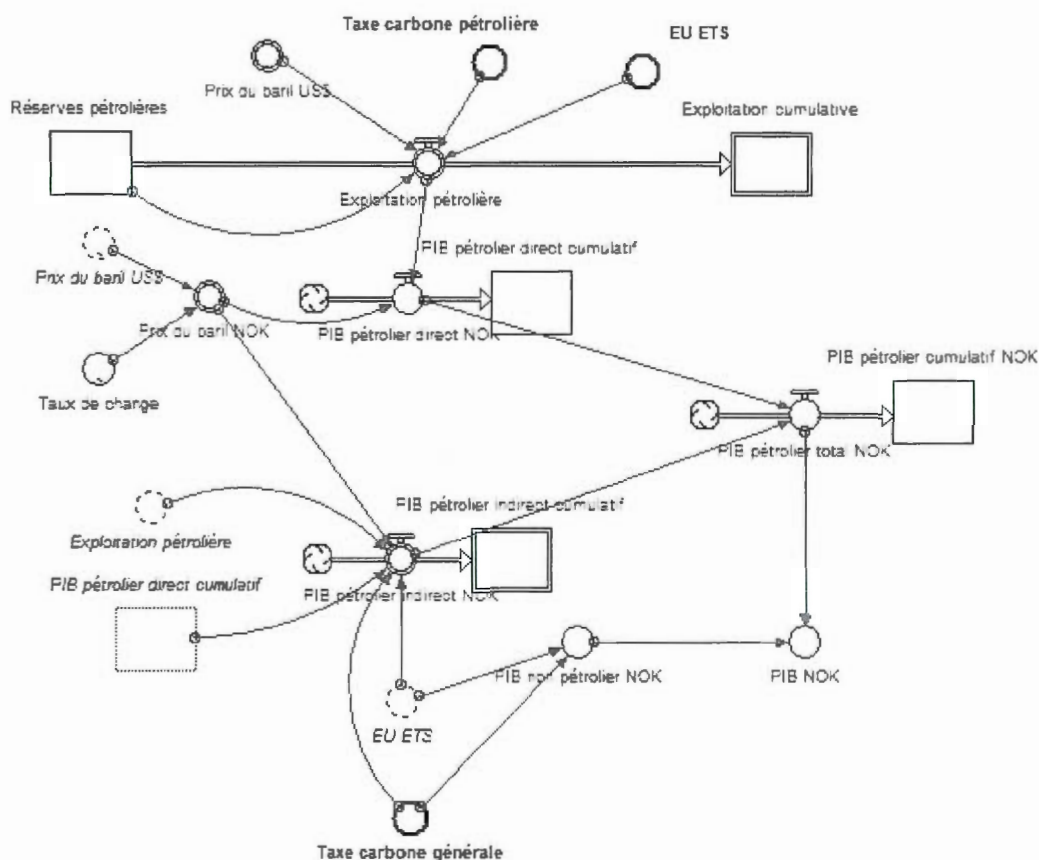 Taxe carbone pétrolière
EU ETS
Prix du baril US$
Réserves pétrolières
Exploitation cumulative
Exploitation pétrolière
PIB pétrolier direct cumulatif
Prix du baril US$
Prix du baril NOK
PIB pétrolier direct NOK
PIB pétrolier cumulatif NOK
Taux de change
PIB pétrolier total NOK
PIB pétrolier indirect cumulatif
Exploitation pétrolière
PIB pétrolier direct cumulatif
PIB pétrolier indirect NOK
PIB non pétrolier NOK
PIB NOK
EU ETS
Taxe carbone générale